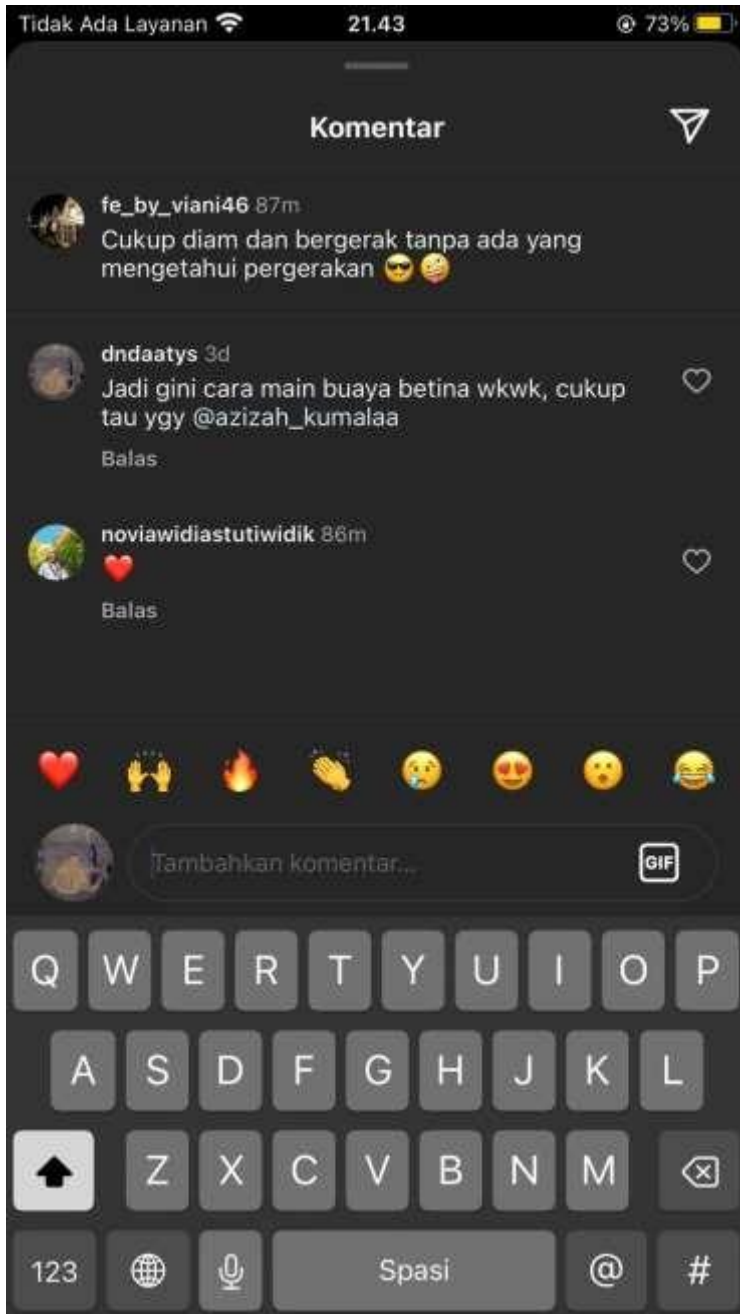 Tidak Ada Layanan 21.43 73%
Komentar
fe_by_viani46 87m
Cukup diam dan bergerak tanpa ada yang
mengetahui pergerakan 😎🤪
dndaatys 3d
Jadi gini cara main buaya betina wkwk, cukup
tau ygy @azizah_kumalaa
Balas
noviawidiastutiwidik 86m
❤️
Balas
❤️ 🙌 🔥 👏 😢 😍 😮 😂
Tambahkan komentar... GIF
Q W E R T Y U I O P
A S D F G H J K L
Z X C V B N M
123 Spasi @ #